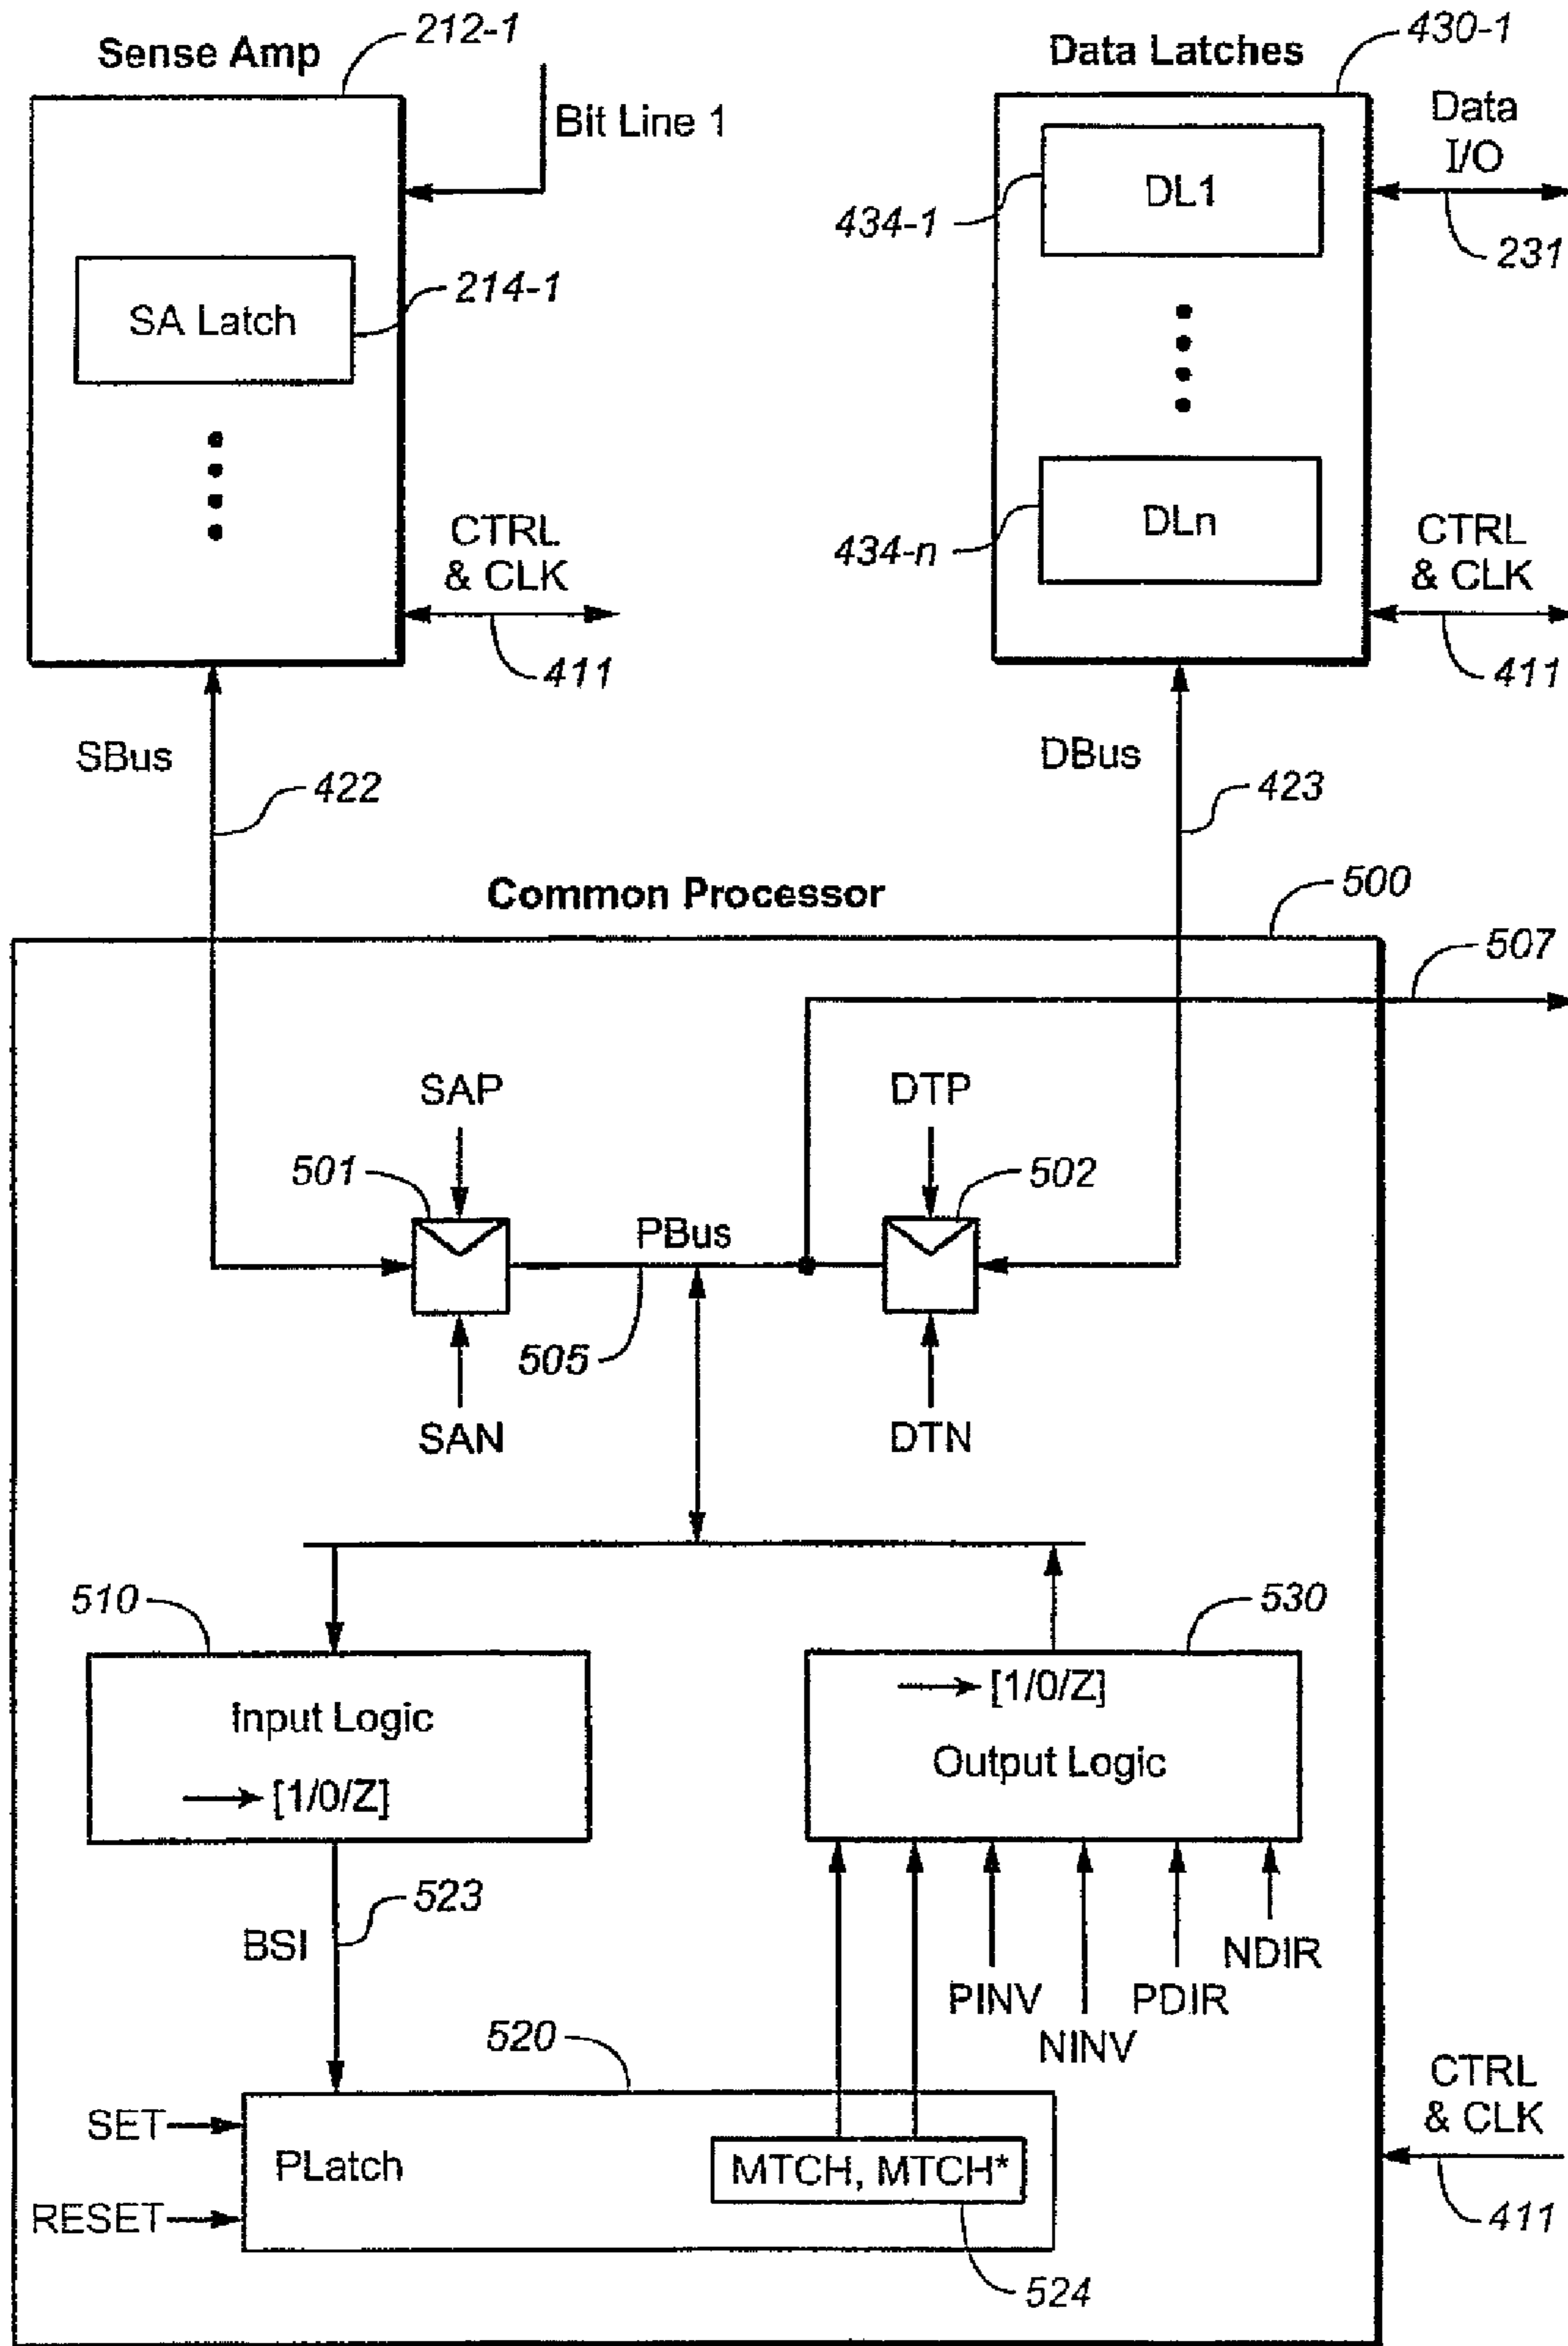 212-1
Sense Amp
Bit Line 1
SA Latch
214-1
CTRL
& CLK
411
430-1
Data Latches
Data
I/O
DL1
434-1
231
DLn
434-n
CTRL
& CLK
411
SBus
422
DBus
423
Common Processor
500
507
SAP
DTP
501
502
PBus
505
SAN
DTN
510
530
Input Logic
[1/0/Z]
[1/0/Z]
Output Logic
523
BSI
NDIR
PINV
PDIR
NINV
520
CTRL
& CLK
411
SET
PLatch
MTCH, MTCH*
RESET
524